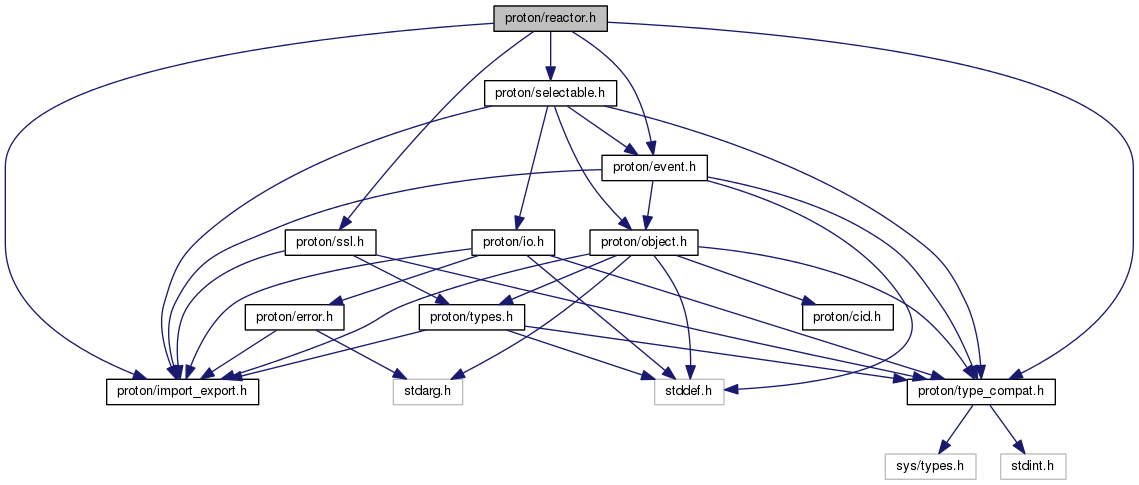 proton/reactor.h
proton/selectable.h
proton/event.h
proton/ssl.h
proton/io.h
proton/object.h
proton/error.h
proton/types.h
proton/cid.h
proton/import_export.h
stdarg.h
stddef.h
proton/type_compat.h
sys/types.h
stdint.h